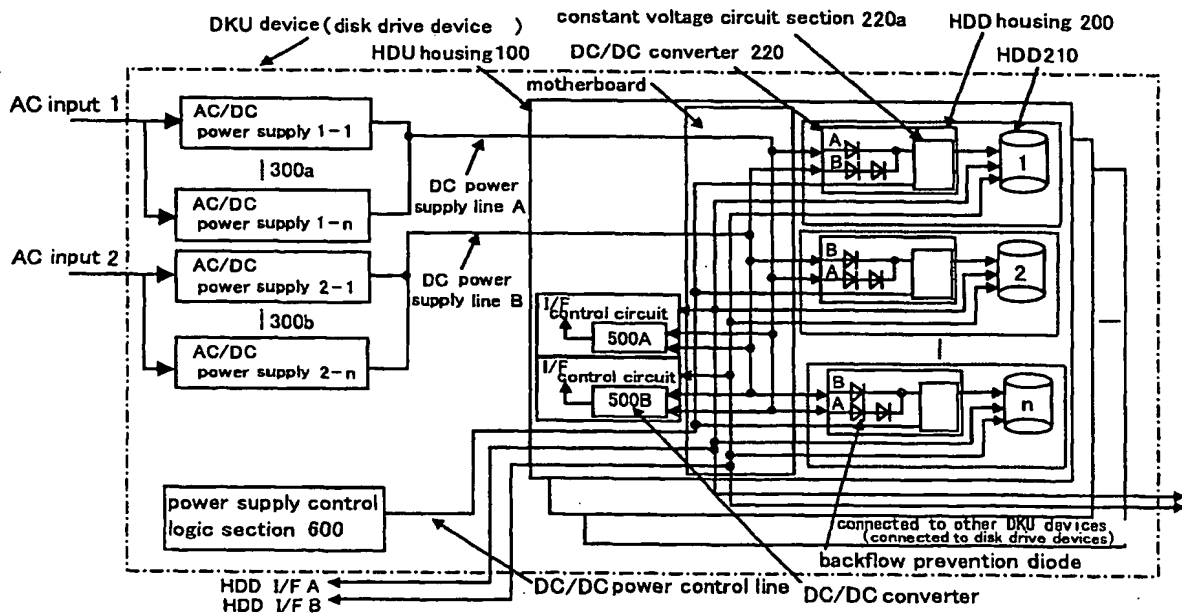 DKU device (disk drive device )
constant voltage circuit section 220a
HDD housing 200
HDU housing 100
DC/DC converter 220
HDD210
motherboard
AC input 1
AC/DC
power supply 1-1
300a
AC/DC
power supply 1-n
DC power
supply line A
AC input 2
AC/DC
power supply 2-1
300b
AC/DC
power supply 2-n
DC power
supply line B
A
B
1
B
A
2
B
A
n
I/F
control circuit
500A
I/F
control circuit
500B
power supply control
logic section 600
connected to other DKU devices
(connected to disk drive devices)
backflow prevention diode
HDD I/F A
HDD I/F B
DC/DC power control line
DC/DC converter